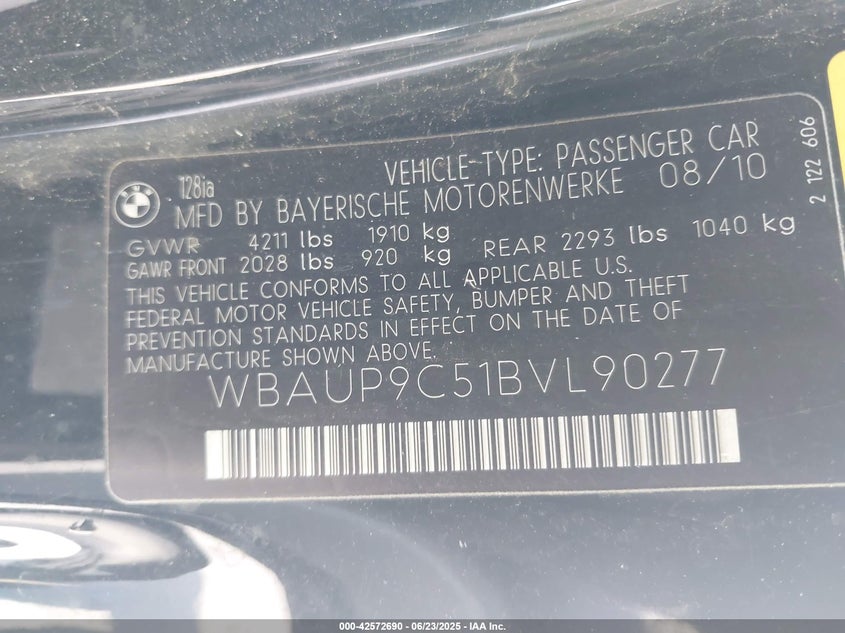 BMW
128ia
VEHICLE-TYPE: PASSENGER CAR
MFD BY BAYERISCHE MOTORENWERKE 08/10
GVWR 4211 lbs 1910 kg
GAWR FRONT 2028 lbs 920 kg REAR 2293 lbs 1040 kg
THIS VEHICLE CONFORMS TO ALL APPLICABLE U.S.
FEDERAL MOTOR VEHICLE SAFETY, BUMPER AND THEFT
PREVENTION STANDARDS IN EFFECT ON THE DATE OF
MANUFACTURE SHOWN ABOVE.
WBAUP9C51BVL90277
2 122 606
000-42572690 - 06/23/2025 - IAA Inc.